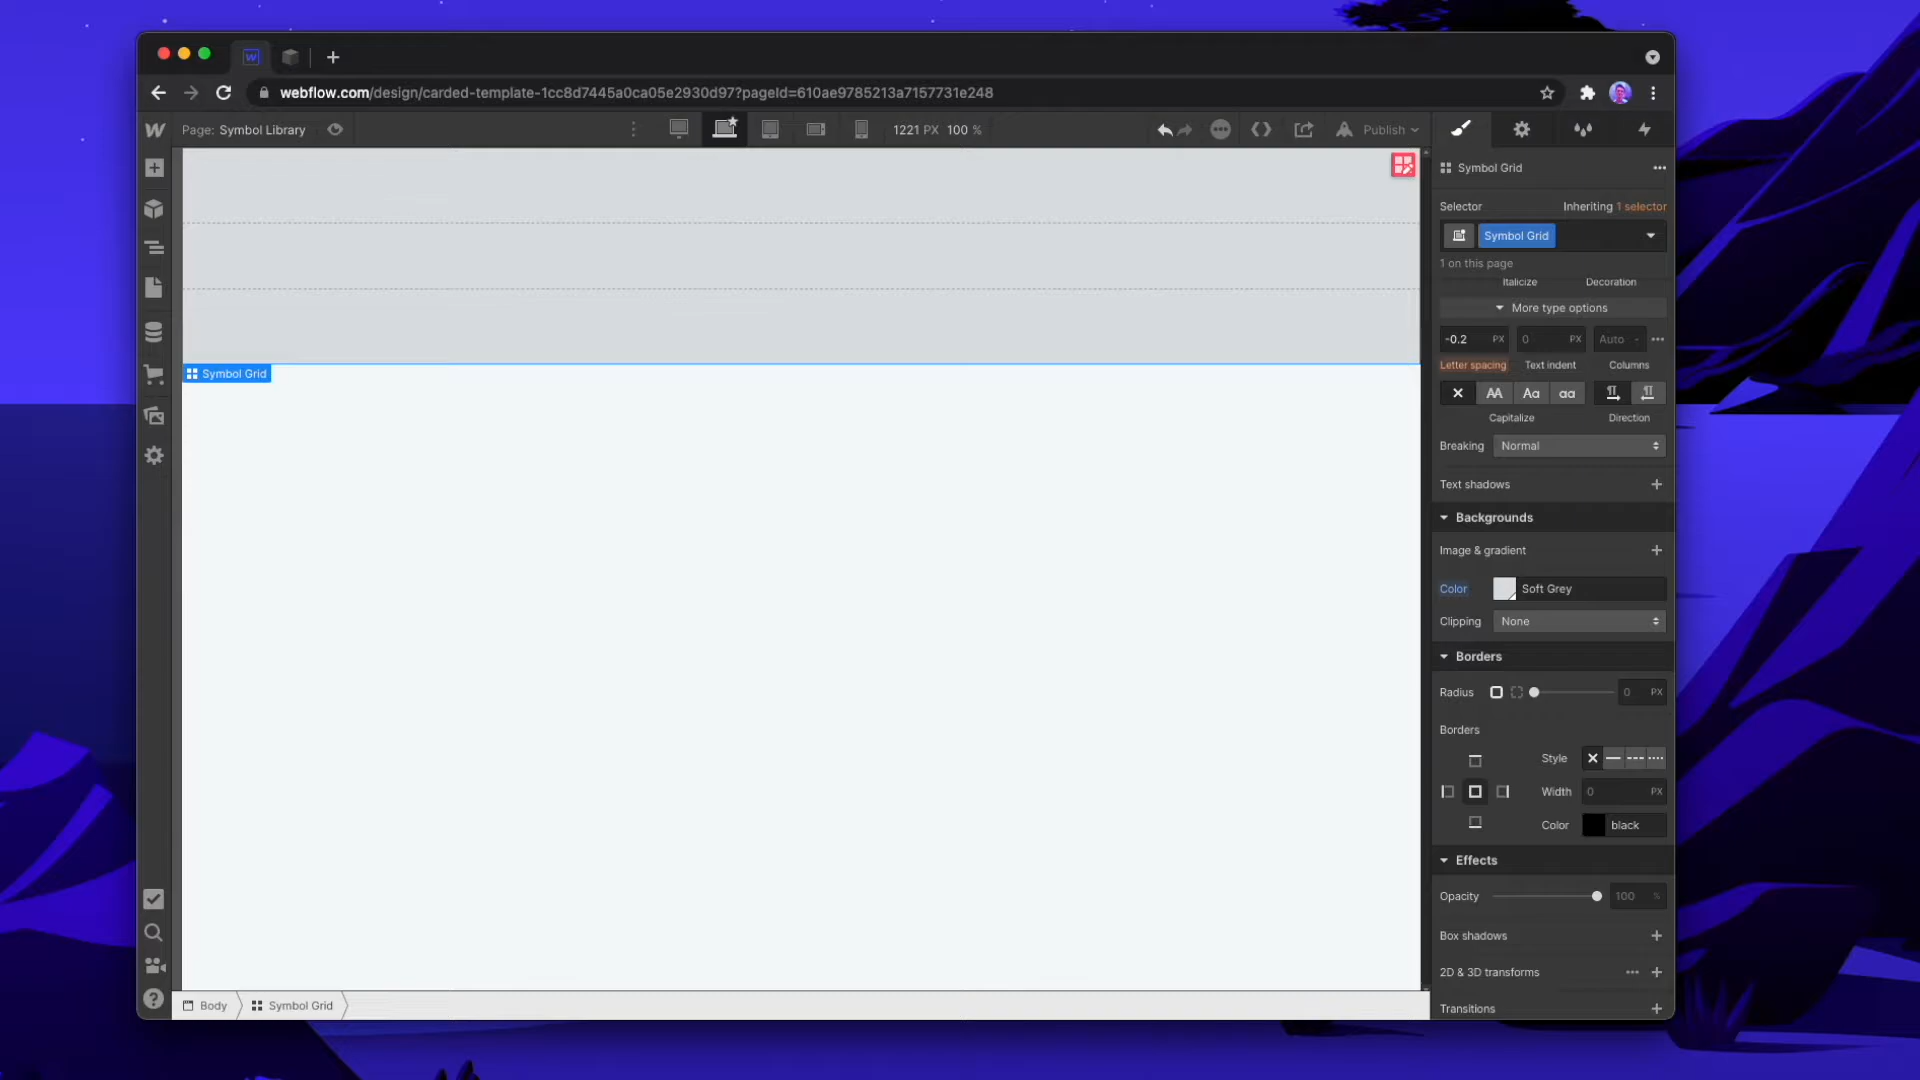 webflow.com/design/carded-template-1cc8d7445a0ca05e2930d97?pageId=610ae9785213a7157731e248
Page: Symbol Library
1221 PX 100 %
Publish
Symbol Grid
Selector
Inheriting 1 selector
Symbol Grid
1 on this page
Italicize
Decoration
More type options
-0.2 PX
0 PX
Auto
Letter spacing
Text indent
Columns
AA
Aa
aa
Capitalize
Direction
Breaking
Normal
Text shadows
Backgrounds
Image & gradient
Color
Soft Grey
Clipping
None
Borders
Radius
0 PX
Borders
Style
Width
0 PX
Color
black
Effects
Opacity
100 %
Box shadows
2D & 3D transforms
Transitions
Symbol Grid
Body
Symbol Grid